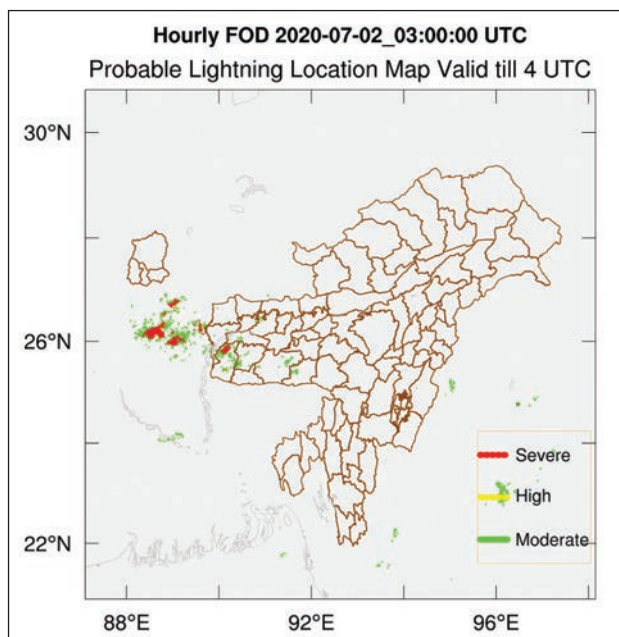 Hourly FOD 2020-07-02_03:00:00 UTC
Probable Lightning Location Map Valid till 4 UTC
30°N
26°N
22°N
88°E
92°E
96°E
Severe
High
Moderate